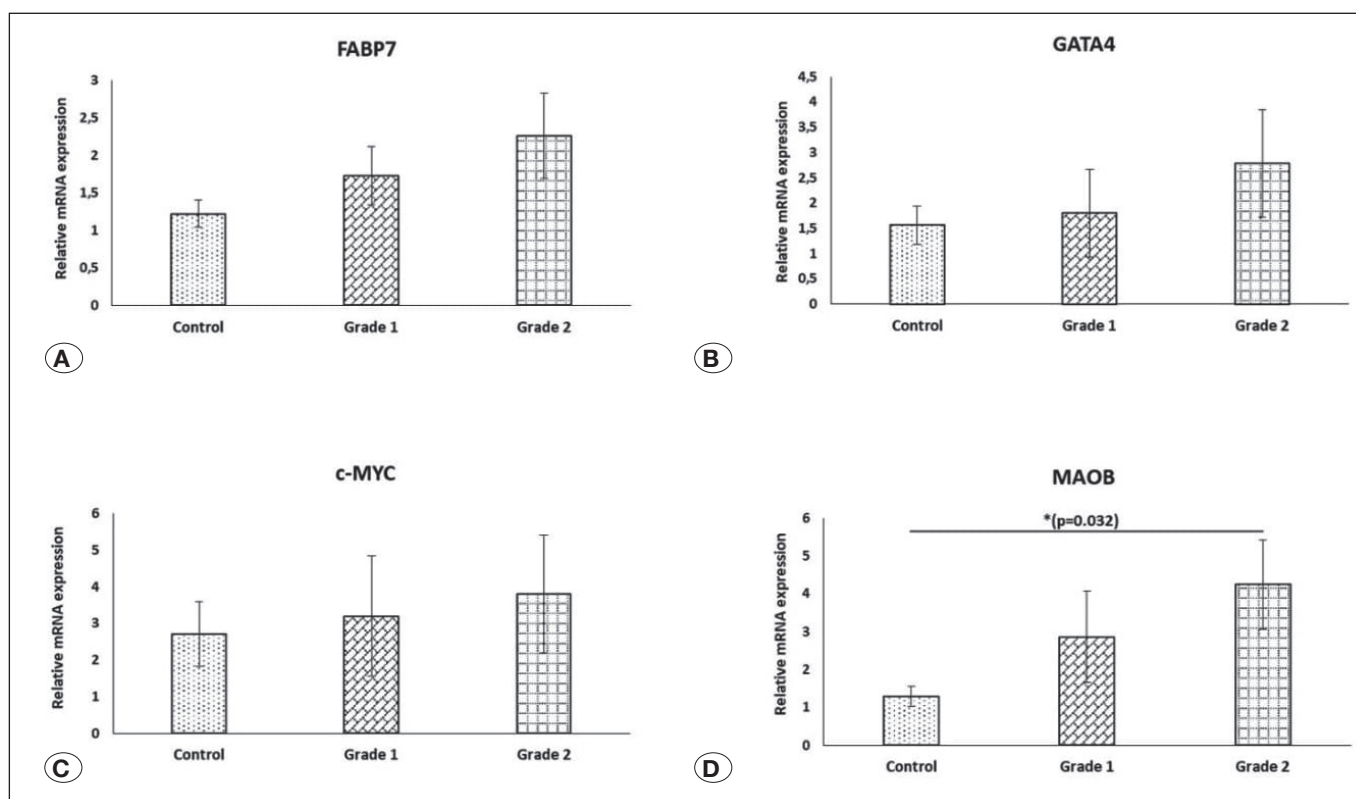 FABP7
Relative mRNA expression
3
2,5
2
1,5
1
0,5
0
Control Grade 1 Grade 2
A
GATA4
Relative mRNA expression
4,5
4
3,5
3
2,5
2
1,5
1
0,5
0
Control Grade 1 Grade 2
B
c-MYC
Relative mRNA expression
6
5
4
3
2
1
0
Control Grade 1 Grade 2
C
MAOB
*(p=0.032)
Relative mRNA expression
6
5
4
3
2
1
0
Control Grade 1 Grade 2
D